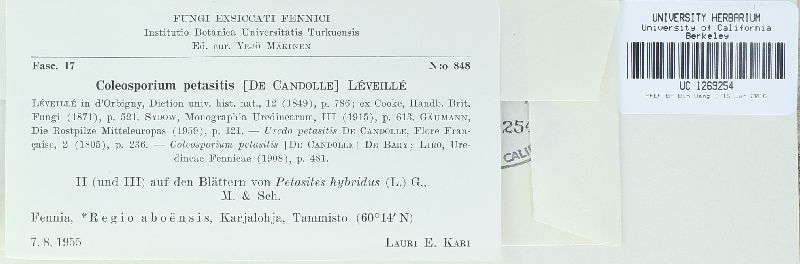 FUNGI EXSICCATI FENNICI
Institutio Botanica Universitatis Turkuensis
Ed. cur. YRJÖ MÄKINEN
Fasc. 17 N:o 848
Coleosporium petasitis [DE CANDOLLE] LÉVEILLÉ
LÉVEILLÉ in d'Orbigny, Diction univ. hist. nat., 12 (1849), p. 786; ex Cooke, Handb. Brit.
Fungi (1871), p. 521. SYDOW, Monographia Uredinearum, III (1915), p. 613, GÄUMANN,
Die Rostpilze Mitteleuropas (1959), p. 121. — Uredo petasitis DE CANDOLLE, Flore Fran-
çaise, 2 (1805), p. 236. — Coleosporium petasitis [DE CANDOLLE] DE BARY; LIRO, Ure-
dineae Fennicae (1908), p. 481.
II (und III) auf den Blättern von Petasites hybridus (L.) G.,
M. & Sch.
Fennia, *Regio aboënsis, Karjalohja, Tammisto (60°14′ N)
7. 8. 1955 LAURI E. KARI
254
CALI
UNIVERSITY HERBARIUM
University of California
Berkeley
UC 1269254